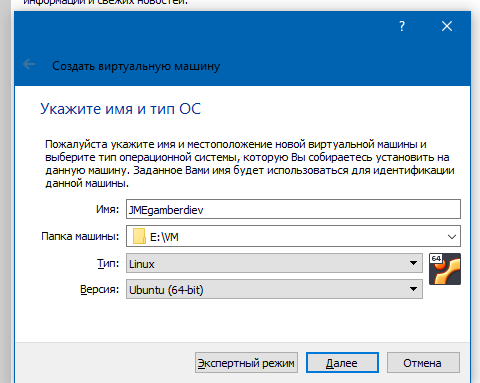 информации и свежих новостей.
?
Создать виртуальную машину
Укажите имя и тип ОС
Пожалуйста укажите имя и местоположение новой виртуальной машины и
выберите тип операционной системы, которую Вы собираетесь установить на
данную машину. Заданное Вами имя будет использоваться для идентификации
данной машины.
Имя: JMEgamberdiev
Папка машины: E:\VM
Тип: Linux
64
Версия: Ubuntu (64-bit)
Экспертный режим Далее Отмена